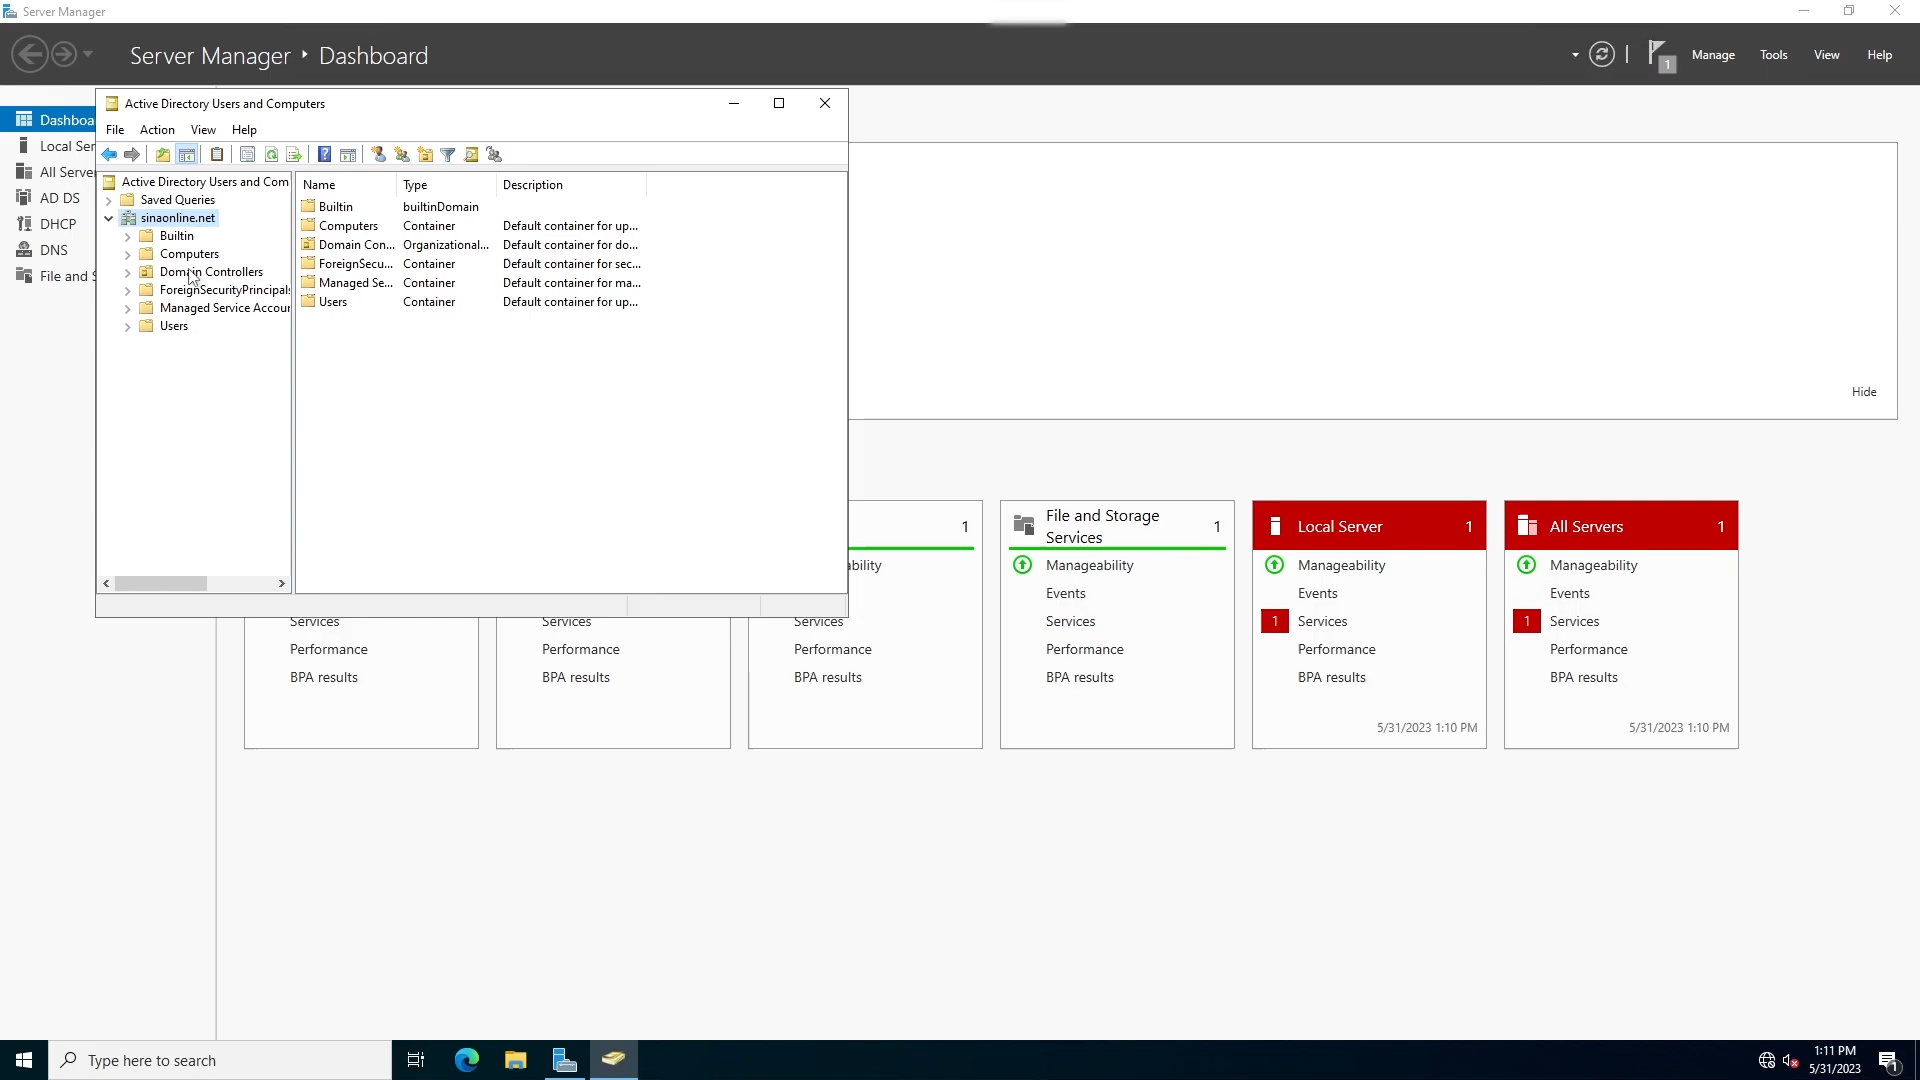 Server Manager
Server Manager ‣ Dashboard
1
Manage
Tools
View
Help
Dashboa
Local Ser
All Server
AD DS
DHCP
DNS
File and S
Active Directory Users and Computers
File
Action
View
Help
Active Directory Users and Com
Saved Queries
sinaonline.net
Builtin
Computers
Domain Controllers
ForeignSecurityPrincipals
Managed Service Accour
Users
Name
Type
Description
Builtin
builtinDomain
Computers
Container
Default container for up...
Domain Con...
Organizational...
Default container for do...
ForeignSecu...
Container
Default container for sec...
Managed Se...
Container
Default container for ma...
Users
Container
Default container for up...
Hide
Services
Performance
BPA results
Services
Performance
BPA results
1
ability
Services
Performance
BPA results
File and Storage
Services
1
Manageability
Events
Services
Performance
BPA results
Local Server
1
Manageability
Events
1 Services
Performance
BPA results
5/31/2023 1:10 PM
All Servers
1
Manageability
Events
1 Services
Performance
BPA results
5/31/2023 1:10 PM
Type here to search
1:11 PM
5/31/2023
1